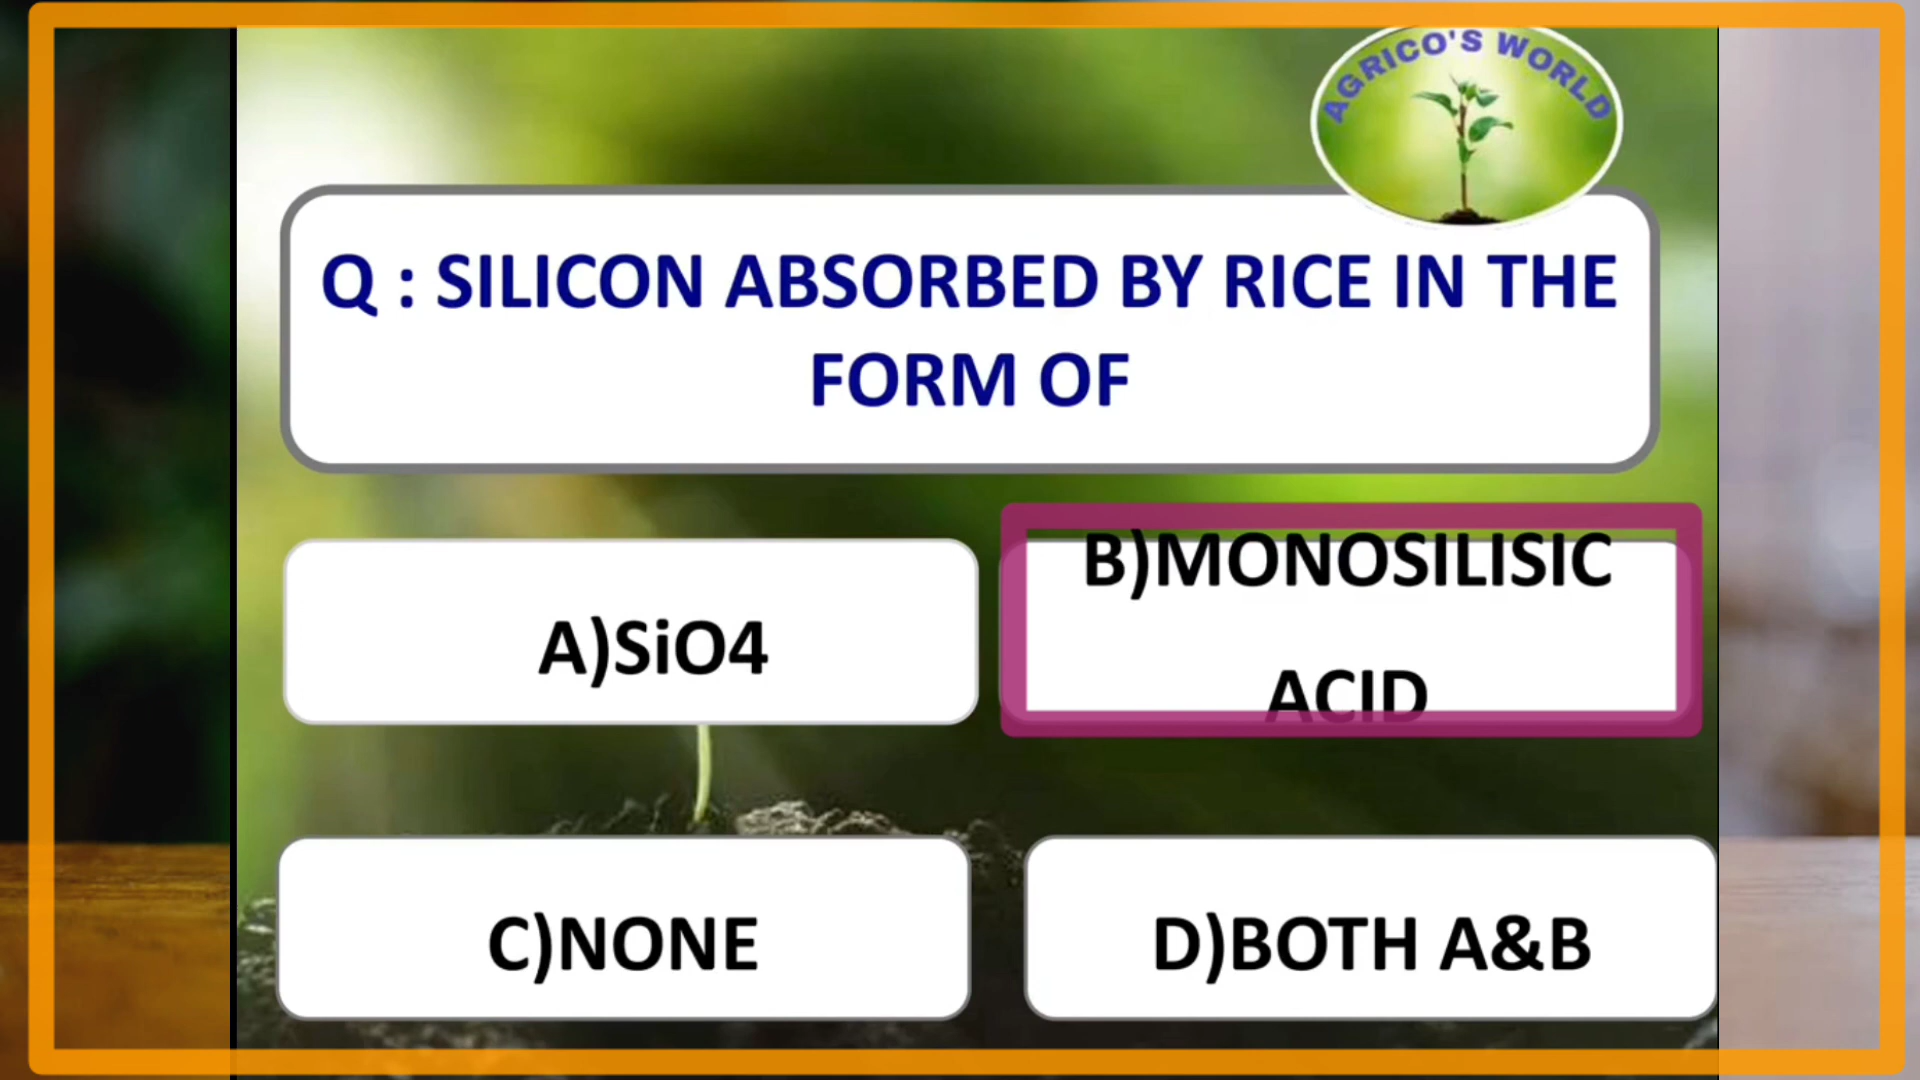 AGRICO'S WORLD
Q : SILICON ABSORBED BY RICE IN THE
FORM OF
A)SiO4
B)MONOSILISIC
ACID
C)NONE
D)BOTH A&B